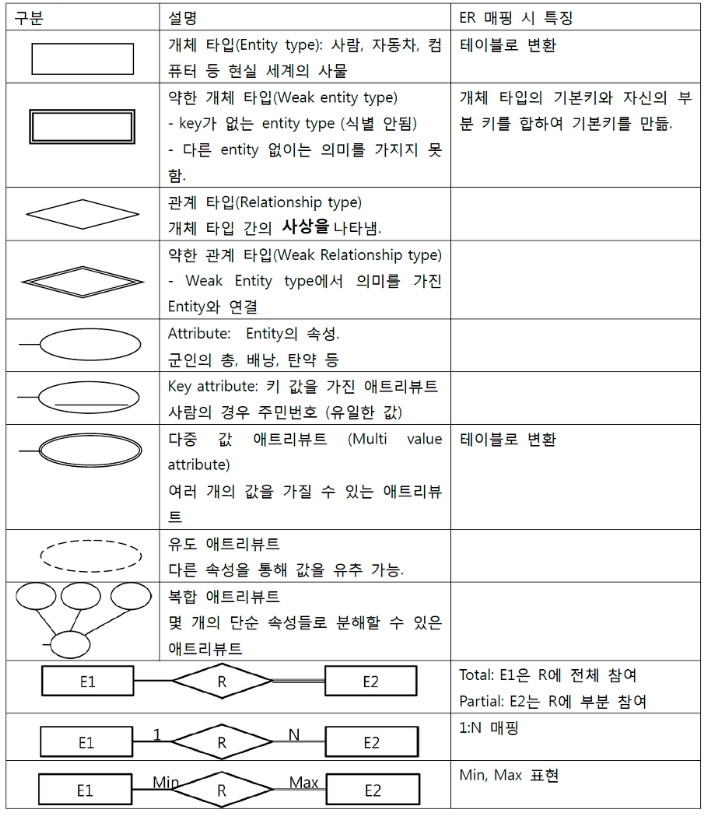 구분 설명 ER 매핑 시 특징
개체 타입(Entity type): 사람, 자동차, 컴
퓨터 등 현실 세계의 사물
테이블로 변환
약한 개체 타입(Weak entity type)
- key가 없는 entity type (식별 안됨)
- 다른 entity 없이는 의미를 가지지 못
함.
개체 타입의 기본키와 자신의 부
분 키를 합하여 기본키를 만듦.
관계 타입(Relationship type)
개체 타입 간의 사상을 나타냄.
약한 관계 타입(Weak Relationship type)
- Weak Entity type에서 의미를 가진
Entity와 연결
Attribute: Entity의 속성.
군인의 총, 배낭, 탄약 등
Key attribute: 키 값을 가진 애트리뷰트
사람의 경우 주민번호 (유일한 값)
다중 값 애트리뷰트 (Multi value
attribute)
여러 개의 값을 가질 수 있는 애트리뷰
트
테이블로 변환
유도 애트리뷰트
다른 속성을 통해 값을 유추 가능.
복합 애트리뷰트
몇 개의 단순 속성들로 분해할 수 있은
애트리뷰트
E1 R E2
Total: E1은 R에 전체 참여
Partial: E2는 R에 부분 참여
E1 1 R N E2
1:N 매핑
E1 Min R Max E2
Min, Max 표현